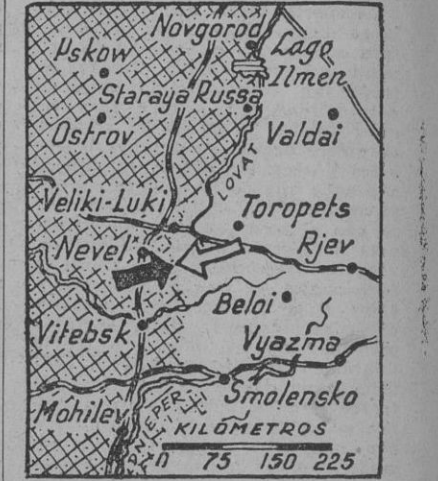 Novgorod
Lago
Ilmen
Pskow
Staraya Russa
Ostrov
Valdai
LOVAT
Veliki-Luki
Toropets
Nevel
Rjev
Beloi
Vitebsk
Vyazma
Smolensko
Mohilev
DNIEPER
KILOMETROS
0 75 150 225